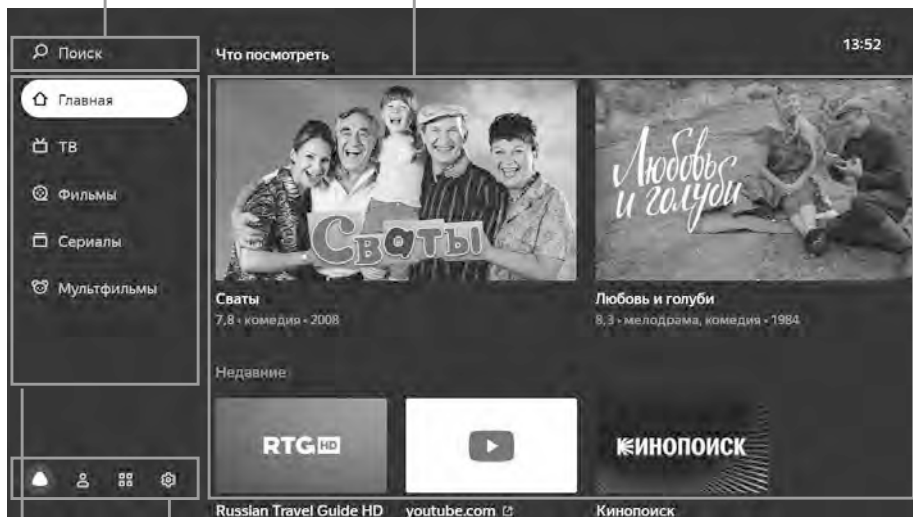 Поиск
Что посмотреть
13:52
Главная
ТВ
Фильмы
Сериалы
Мультфильмы
Сваты
Любовь и голуби
Сваты
7,8 • комедия • 2008
Любовь и голуби
8,3 • мелодрама, комедия • 1984
Недавние
RTG HD
КИНОПОИСК
Russian Travel Guide HD
youtube.com
Кинопоиск